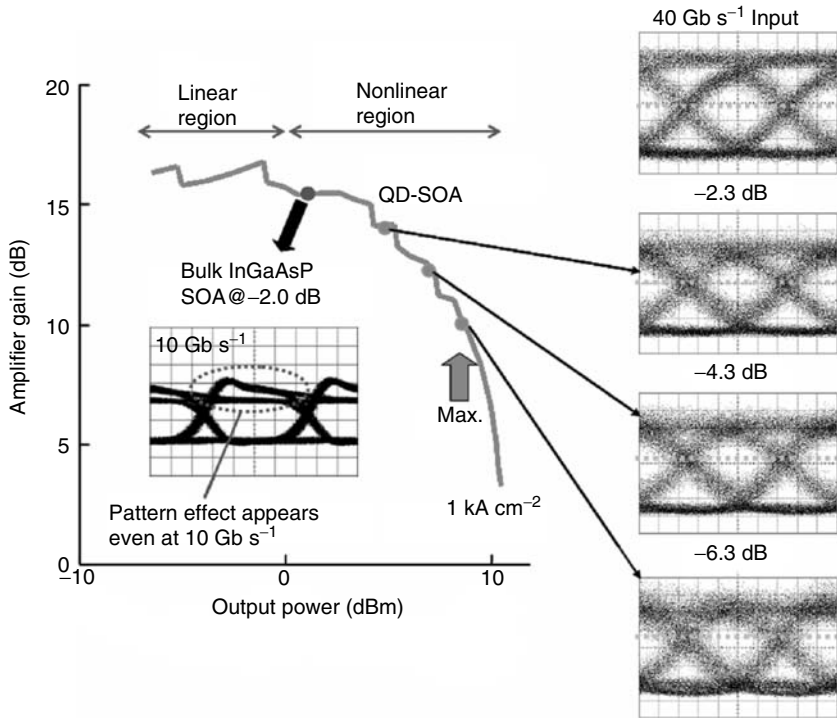 40 Gb s⁻¹ Input
20
Linear
region
Nonlinear
region
–2.3 dB
15
QD-SOA
Bulk InGaAsP
SOA@–2.0 dB
10
10 Gb s⁻¹
–4.3 dB
Amplifier gain (dB)
Max.
5
Pattern effect appears
even at 10 Gb s⁻¹
1 kA cm⁻²
–6.3 dB
0
–10
0
10
Output power (dBm)